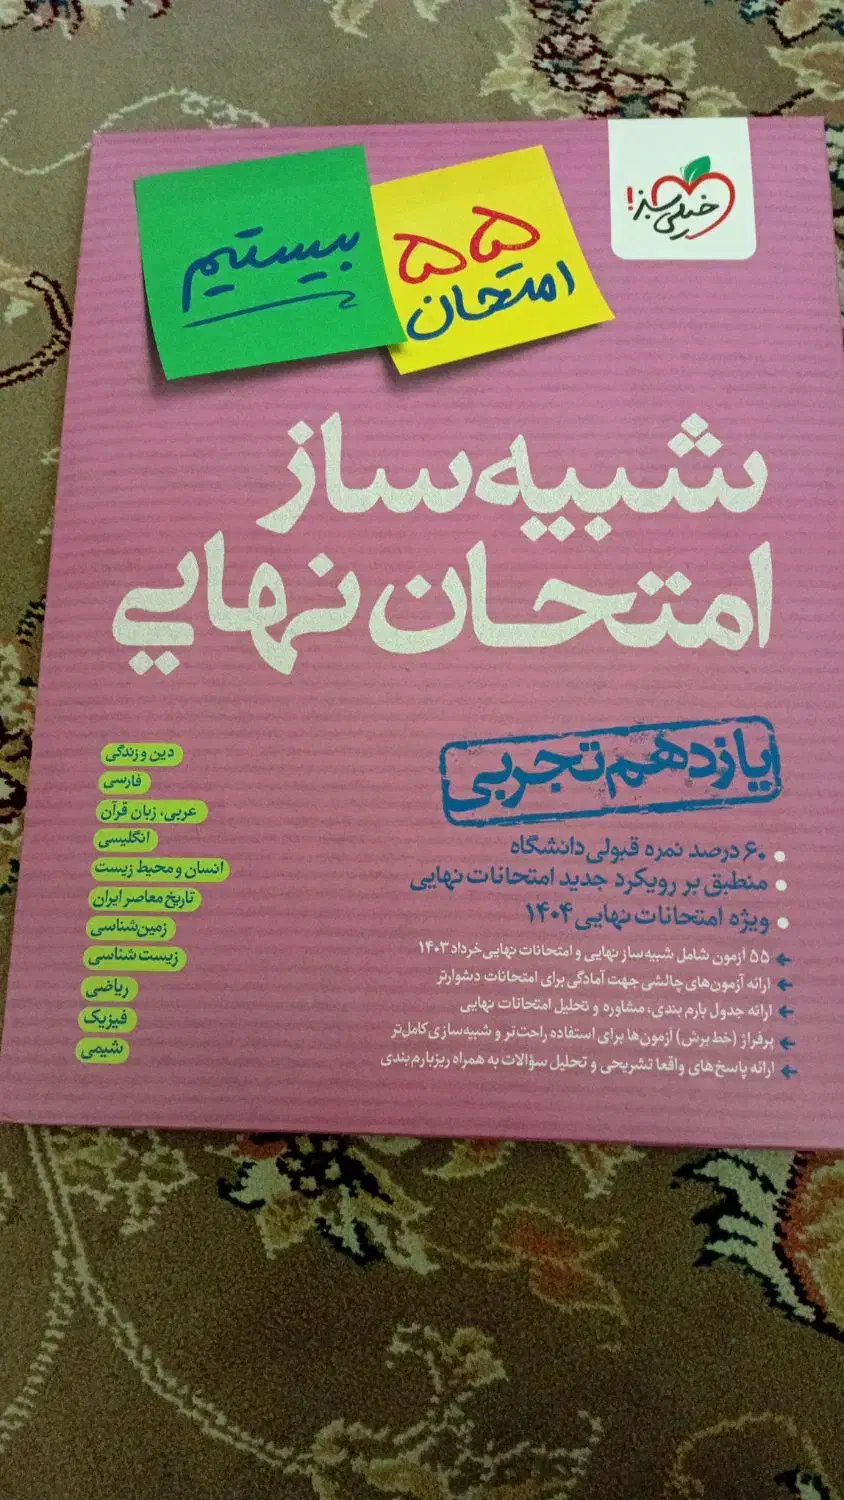 خیلی سبز!
۵۵
امتحان
بیستیم
شبیه‌ساز
امتحان نهایی
یازدهم تجربی
۶۰ درصد نمره قبولی دانشگاه
منطبق بر رویکرد جدید امتحانات نهایی
ویژه امتحانات نهایی ۱۴۰۴
۵۵ آزمون شامل شبیه ساز نهایی و امتحانات نهایی خرداد ۱۴۰۳
ارائه آزمون‌های چالشی جهت آمادگی برای امتحانات دشوارتر
ارائه جدول بارم بندی، مشاوره و تحلیل امتحانات نهایی
پرفراژ (خط برش) آزمون‌ها برای استفاده راحت‌تر و شبیه‌سازی کامل‌تر
ارائه پاسخ‌های واقعا تشریحی و تحلیل سؤالات به همراه ریزبارم بندی
دین و زندگی
فارسی
عربی، زبان قرآن
انگلیسی
انسان و محیط زیست
تاریخ معاصر ایران
زمین‌شناسی
زیست شناسی
ریاضی
فیزیک
شیمی